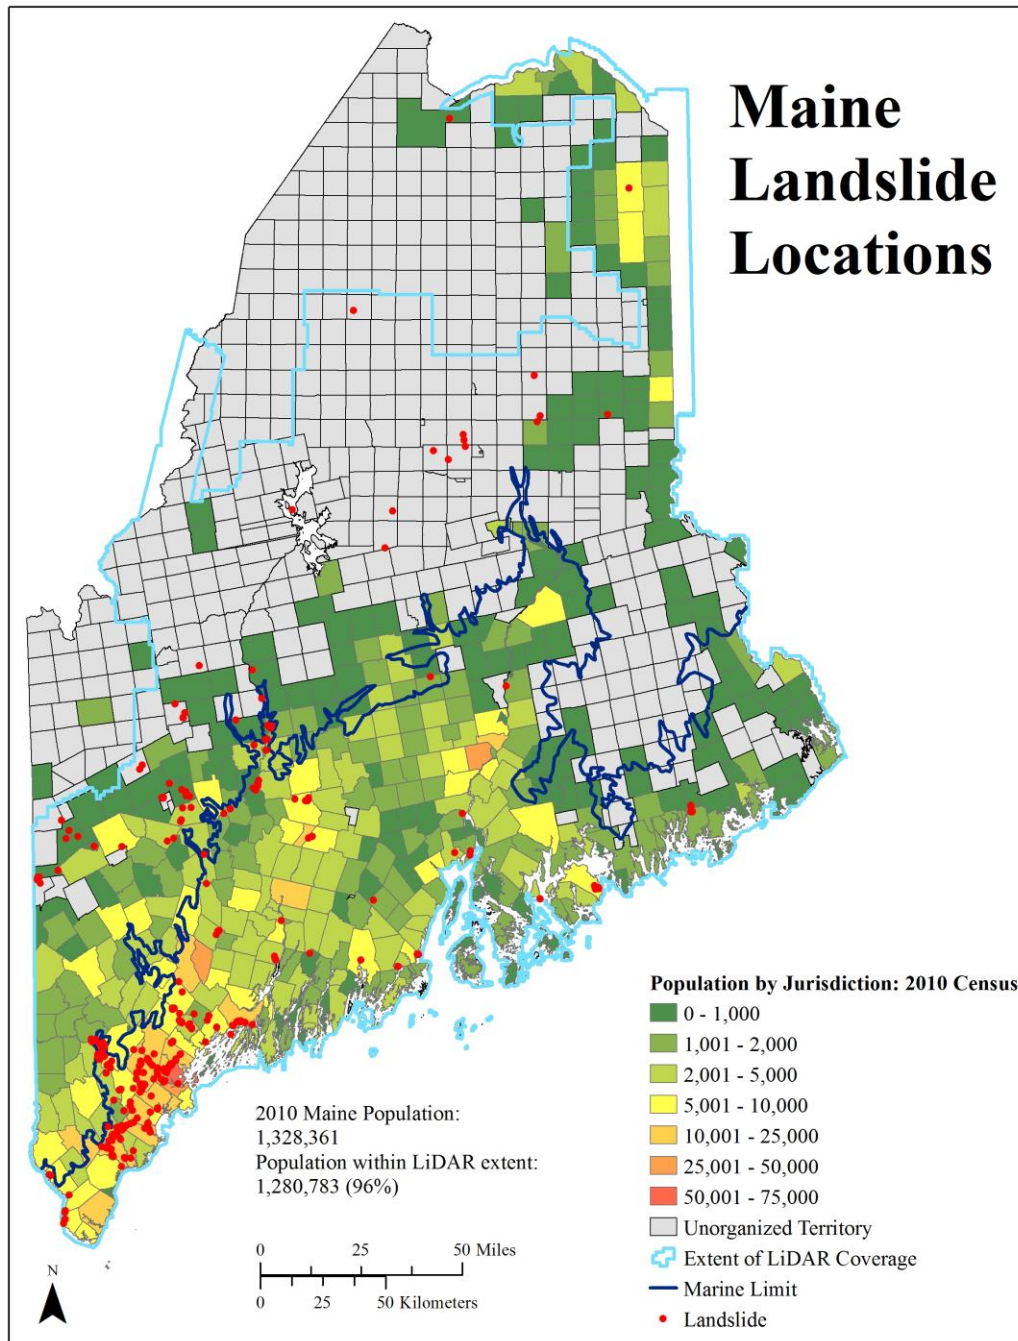 Maine
Landslide
Locations
Population by Jurisdiction: 2010 Census
0 - 1,000
1,001 - 2,000
2,001 - 5,000
5,001 - 10,000
10,001 - 25,000
25,001 - 50,000
50,001 - 75,000
Unorganized Territory
Extent of LiDAR Coverage
Marine Limit
Landslide
2010 Maine Population:
1,328,361
Population within LiDAR extent:
1,280,783 (96%)
0 25 50 Miles
0 25 50 Kilometers
N